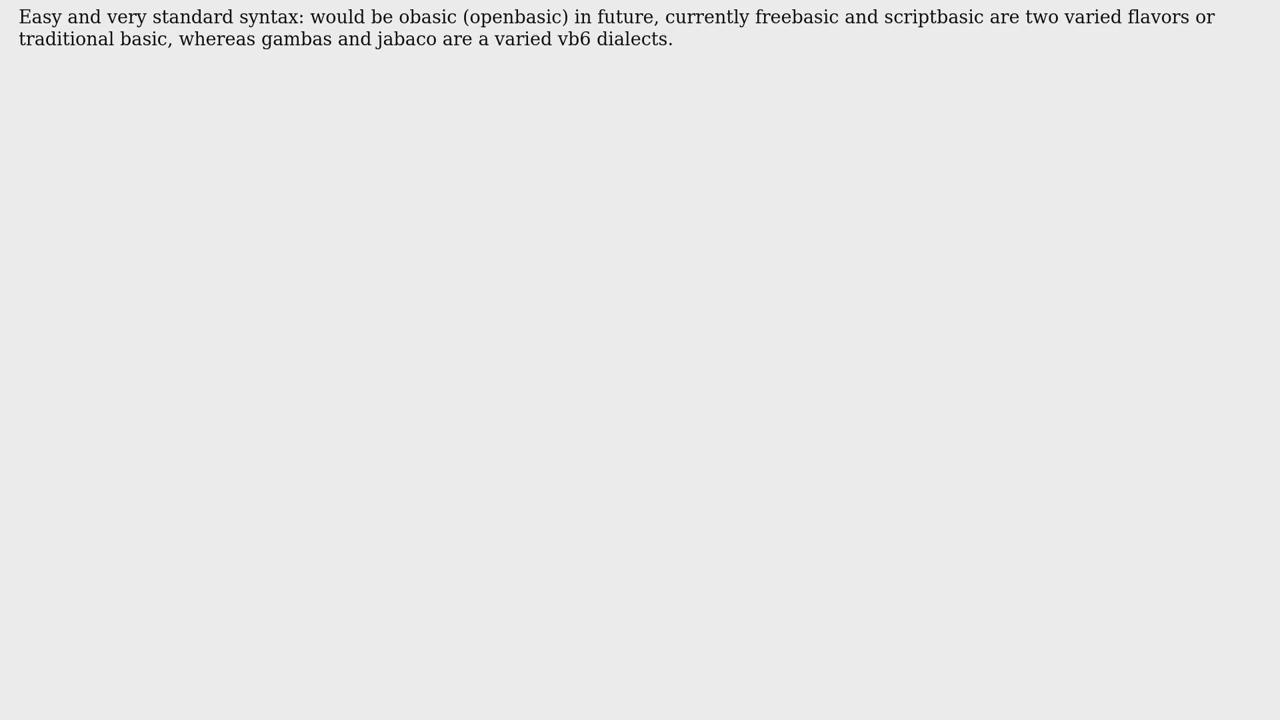 Easy and very standard syntax: would be obasic (openbasic) in future, currently freebasic and scriptbasic are two varied flavors or
traditional basic, whereas gambas and jabaco are a varied vb6 dialects.